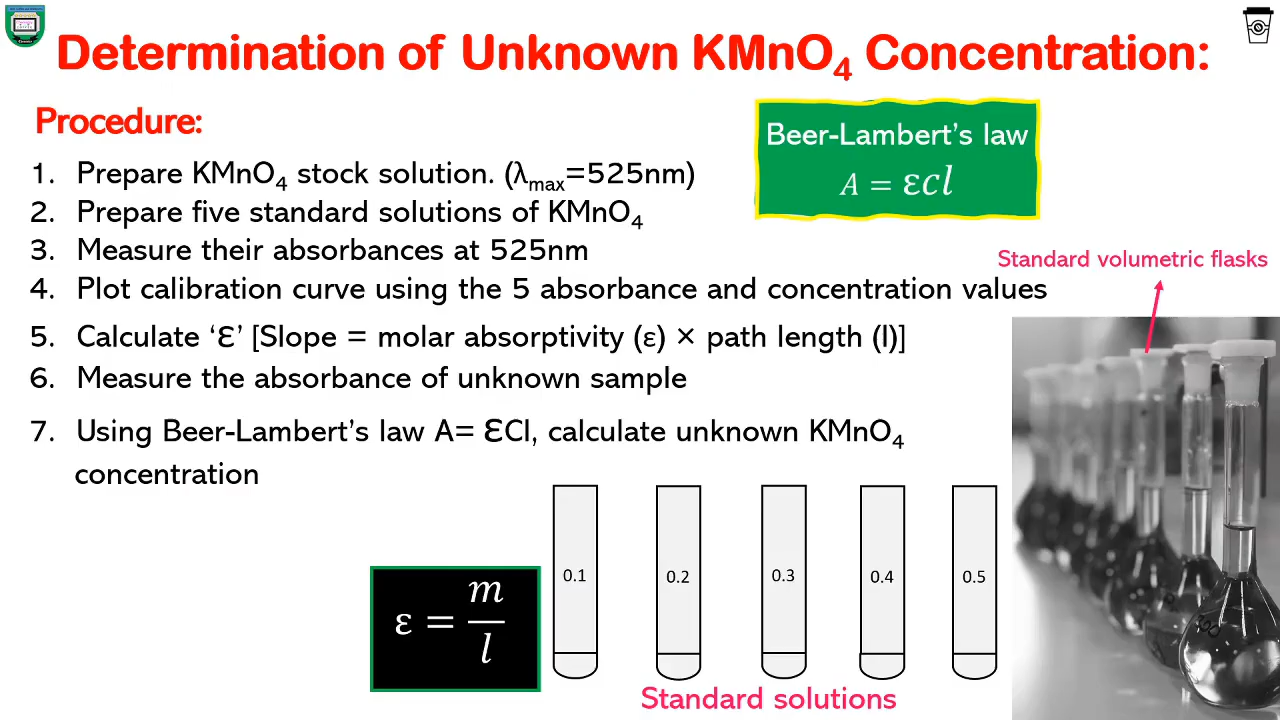 Determination of Unknown KMnO₄ Concentration:
Procedure:
Beer-Lambert’s law
A = εcl
1. Prepare KMnO₄ stock solution. (λmax=525nm)
2. Prepare five standard solutions of KMnO₄
3. Measure their absorbances at 525nm
Standard volumetric flasks
4. Plot calibration curve using the 5 absorbance and concentration values
5. Calculate ‘Ɛ’ [Slope = molar absorptivity (ε) × path length (l)]
6. Measure the absorbance of unknown sample
7. Using Beer-Lambert’s law A= ƐCl, calculate unknown KMnO₄
concentration
0.1 0.2 0.3 0.4 0.5
ε = m/l
Standard solutions